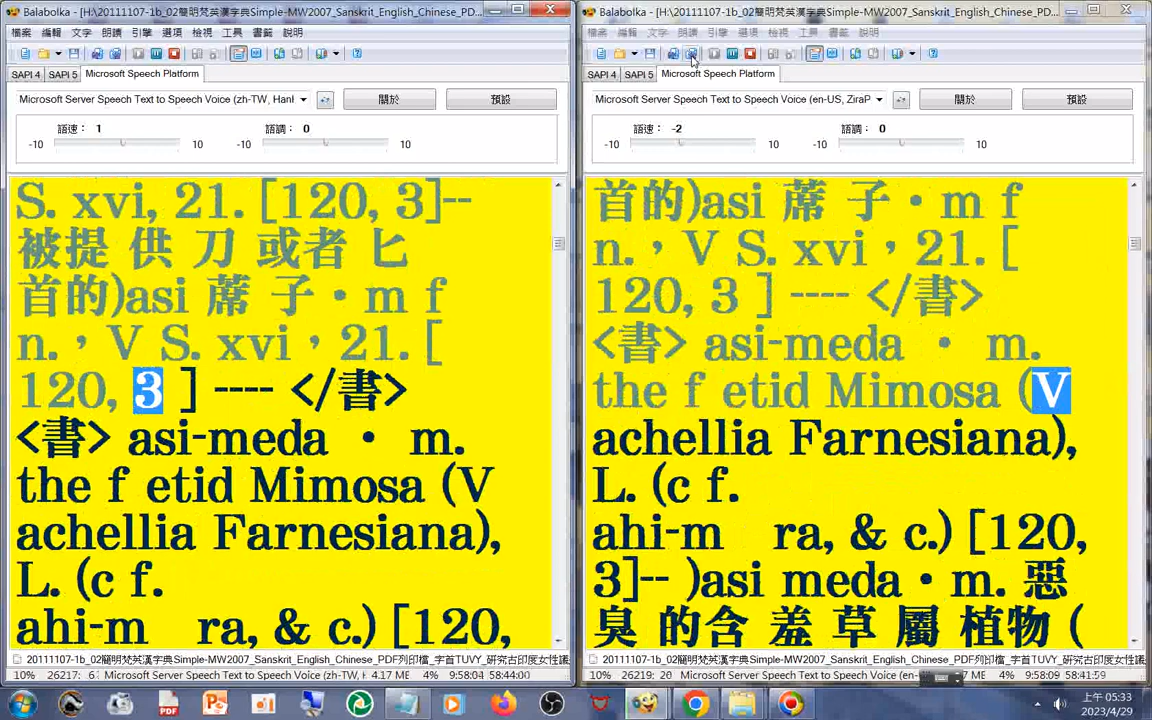 Balabolka - [H:\20111107-1b_02簡明梵英漢字典Simple-MW2007_Sanskrit_English_Chinese_PD...
檔案 編輯 文字 朗讀 引擎 選項 檢視 工具 書籤 說明
SAPI 4 SAPI 5 Microsoft Speech Platform
Microsoft Server Speech Text to Speech Voice (zh-TW, Hanl
關於 預設
語速： 1 語調： 0
-10 10 -10 10
S. xvi, 21. [120, 3]--
被提 供 刀 或者 匕
首的)asi 蓆 子・m f
n.，V S. xvi，21. [
120, 3 ] ---- </書>
<書> asi-meda ・ m.
the f etid Mimosa (V
achellia Farnesiana),
L. (c f.
ahi-m ra, & c.) [120,
20111107-1b_02簡明梵英漢字典Simple-MW2007_Sanskrit_English_Chinese_PDF列印檔_字首TUVY_研究古印度女性議
10% 26217: 6 Microsoft Server Speech Text to Speech Voice (zh-TW, H 4.17 ME 4% 9:58:04 58:44:00
Balabolka - [H:\20111107-1b_02簡明梵英漢字典Simple-MW2007_Sanskrit_English_Chinese_PD...
檔案 編輯 文字 朗讀 引擎 選項 檢視 工具 書籤 說明
SAPI 4 SAPI 5 Microsoft Speech Platform
Microsoft Server Speech Text to Speech Voice (en-US, ZiraP
關於 預設
語速： -2 語調： 0
-10 10 -10 10
首的)asi 蓆 子・m f
n.，V S. xvi，21. [
120, 3 ] ---- </書>
<書> asi-meda ・ m.
the f etid Mimosa (V
achellia Farnesiana),
L. (c f.
ahi-m ra, & c.) [120,
3]-- )asi meda・m. 惡
臭 的含 羞 草 屬 植物 (
20111107-1b_02簡明梵英漢字典Simple-MW2007_Sanskrit_English_Chinese_PDF列印檔_字首TUVY_研究古印度女性議
10% 26219: 20 Microsoft Server Speech Text to Speech Voice (en-US, 4% 9:58:09 58:41:59
PDF
上午 05:33
2023/4/29